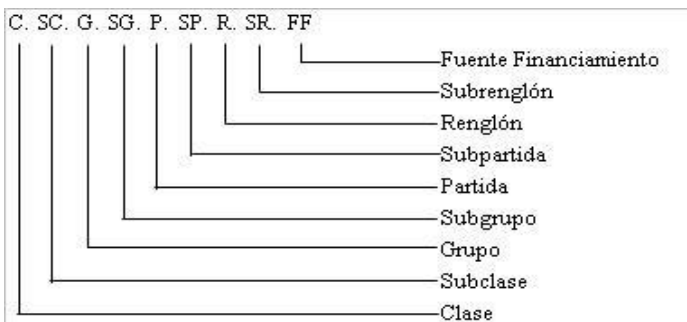 C. SC. G. SG. P. SP. R. SR. FF
Fuente Financiamiento
Subrenglón
Renglón
Subpartida
Partida
Subgrupo
Grupo
Subclase
Clase